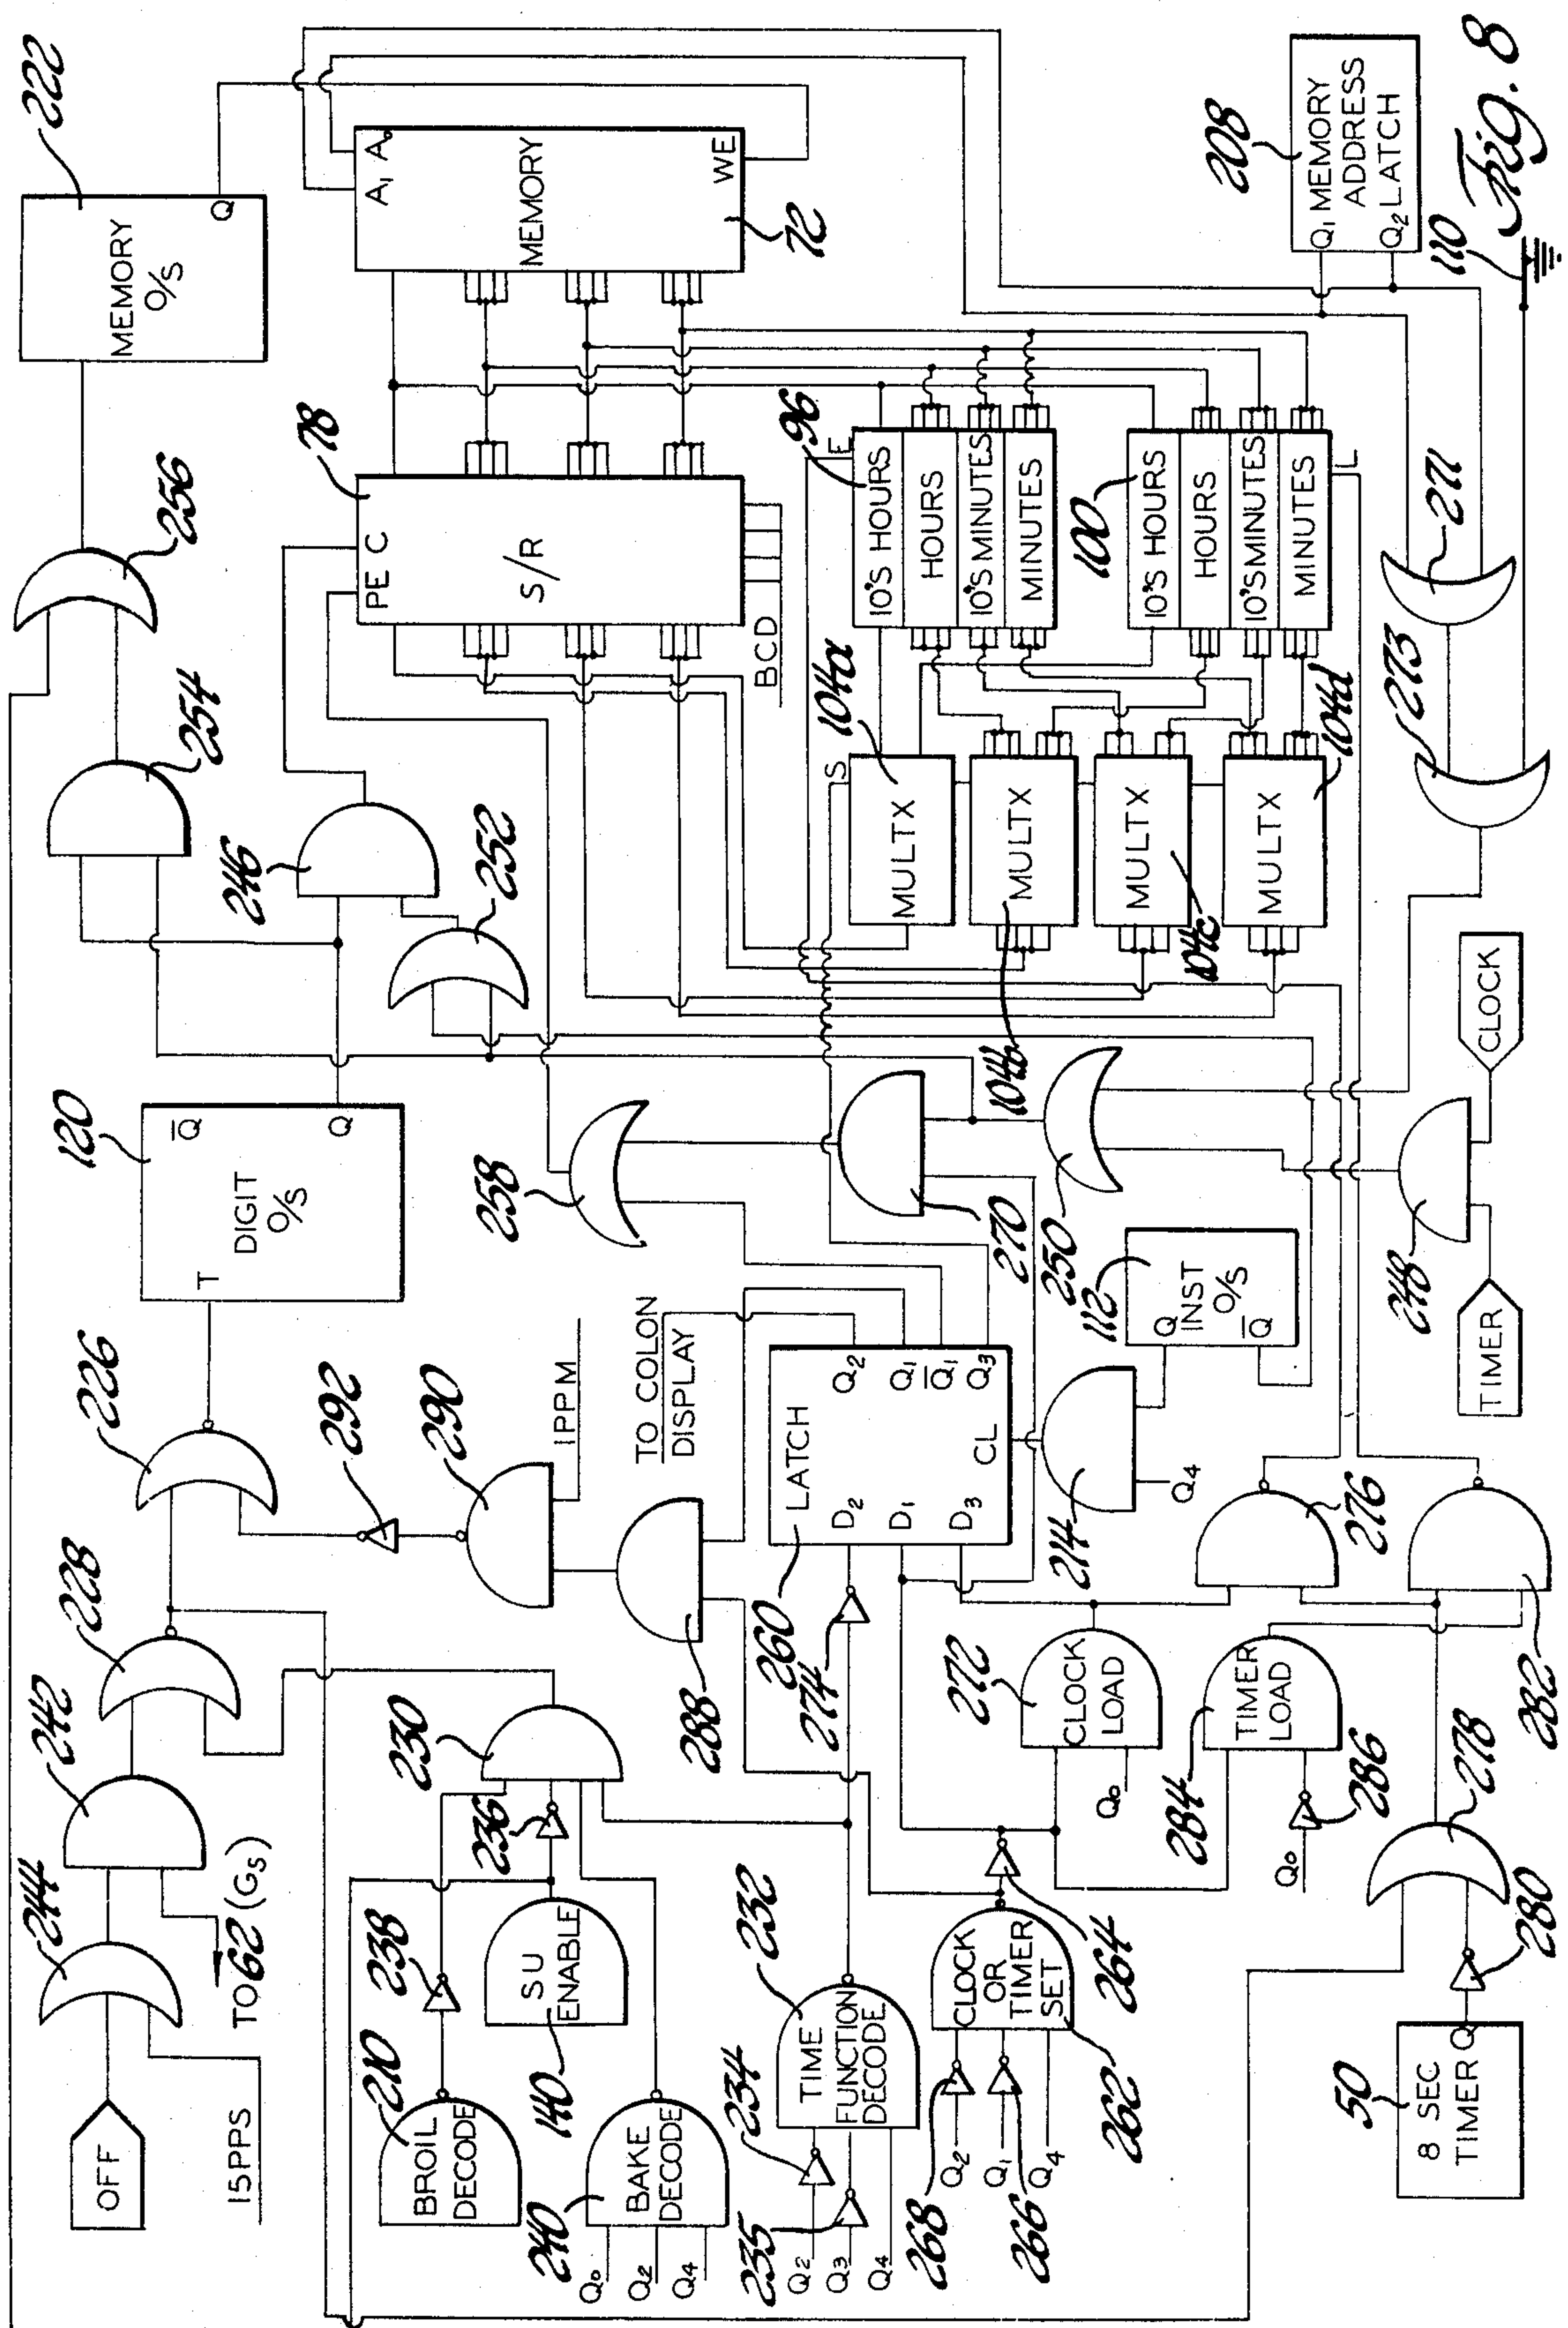 222
MEMORY
O/S
Q
A₁ A₀
MEMORY
WE
72
208
Q₁ MEMORY
ADDRESS
Q₂ LATCH
110
Fig. 8
256
254
78
PE C
S/R
BCD
246
252
96
E
10'S HOURS
HOURS
10'S MINUTES
MINUTES
100
10'S HOURS
HOURS
10'S MINUTES
MINUTES
L
271
273
104a
S
MULTX
MULTX
MULTX
MULTX
104b
104c
104d
120
Q̅
DIGIT
O/S
T
Q
258
270
250
112
Q
INST
O/S
Q̅
248
CLOCK
TIMER
226
292
290
1PPM
TO COLON
DISPLAY
LATCH
Q₂
Q₁
Q̅₁
Q₃
D₂
D₁
D₃
CL
260
274
214
Q₄
276
228
242
244
288
230
236
238
272
CLOCK
LOAD
Q₀
284
TIMER
LOAD
286
Q₀
282
278
280
TO 62 (Gₛ)
OFF
15PPS
210
BROIL
DECODE
140
SU
ENABLE
240
BAKE
DECODE
Q₀
Q₂
Q₄
232
TIME
FUNCTION
DECODE
234
235
Q₂
Q₃
Q₄
264
CLOCK
OR
TIMER
SET
262
268
266
Q₂
Q₁
Q₄
50
8 SEC
TIMER
Q